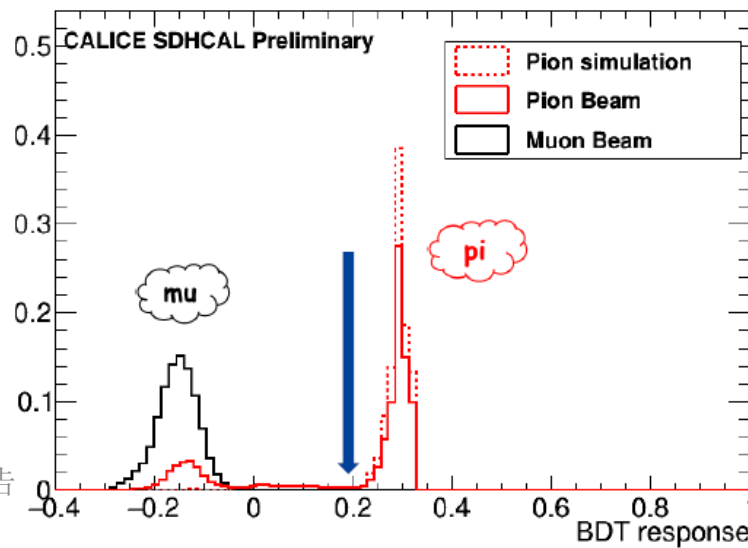 CALICE SDHCAL Preliminary
Pion simulation
Pion Beam
Muon Beam
mu
pi
0.5
0.4
0.3
0.2
0.1
0
−0.4 −0.2 0 0.2 0.4 0.6 0.8
BDT response
告